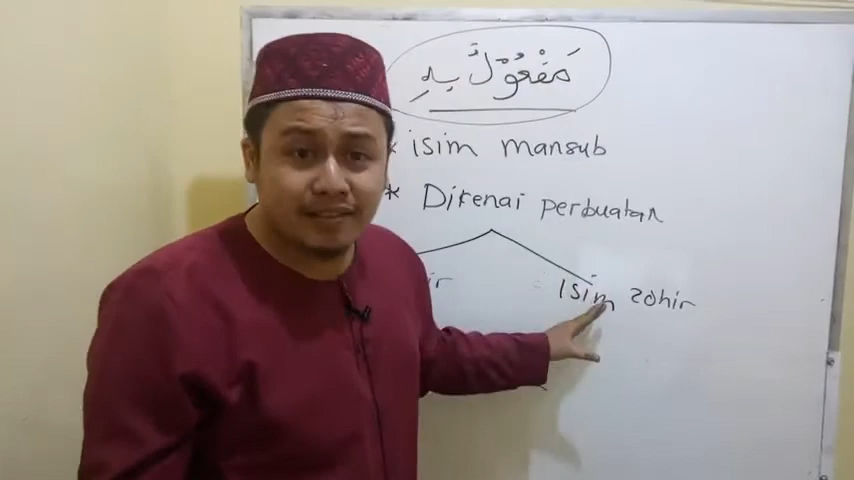 مَفْعُوْلٌ بِهِ
* isim mansub
* Dikenai perbuatan
isim zohir